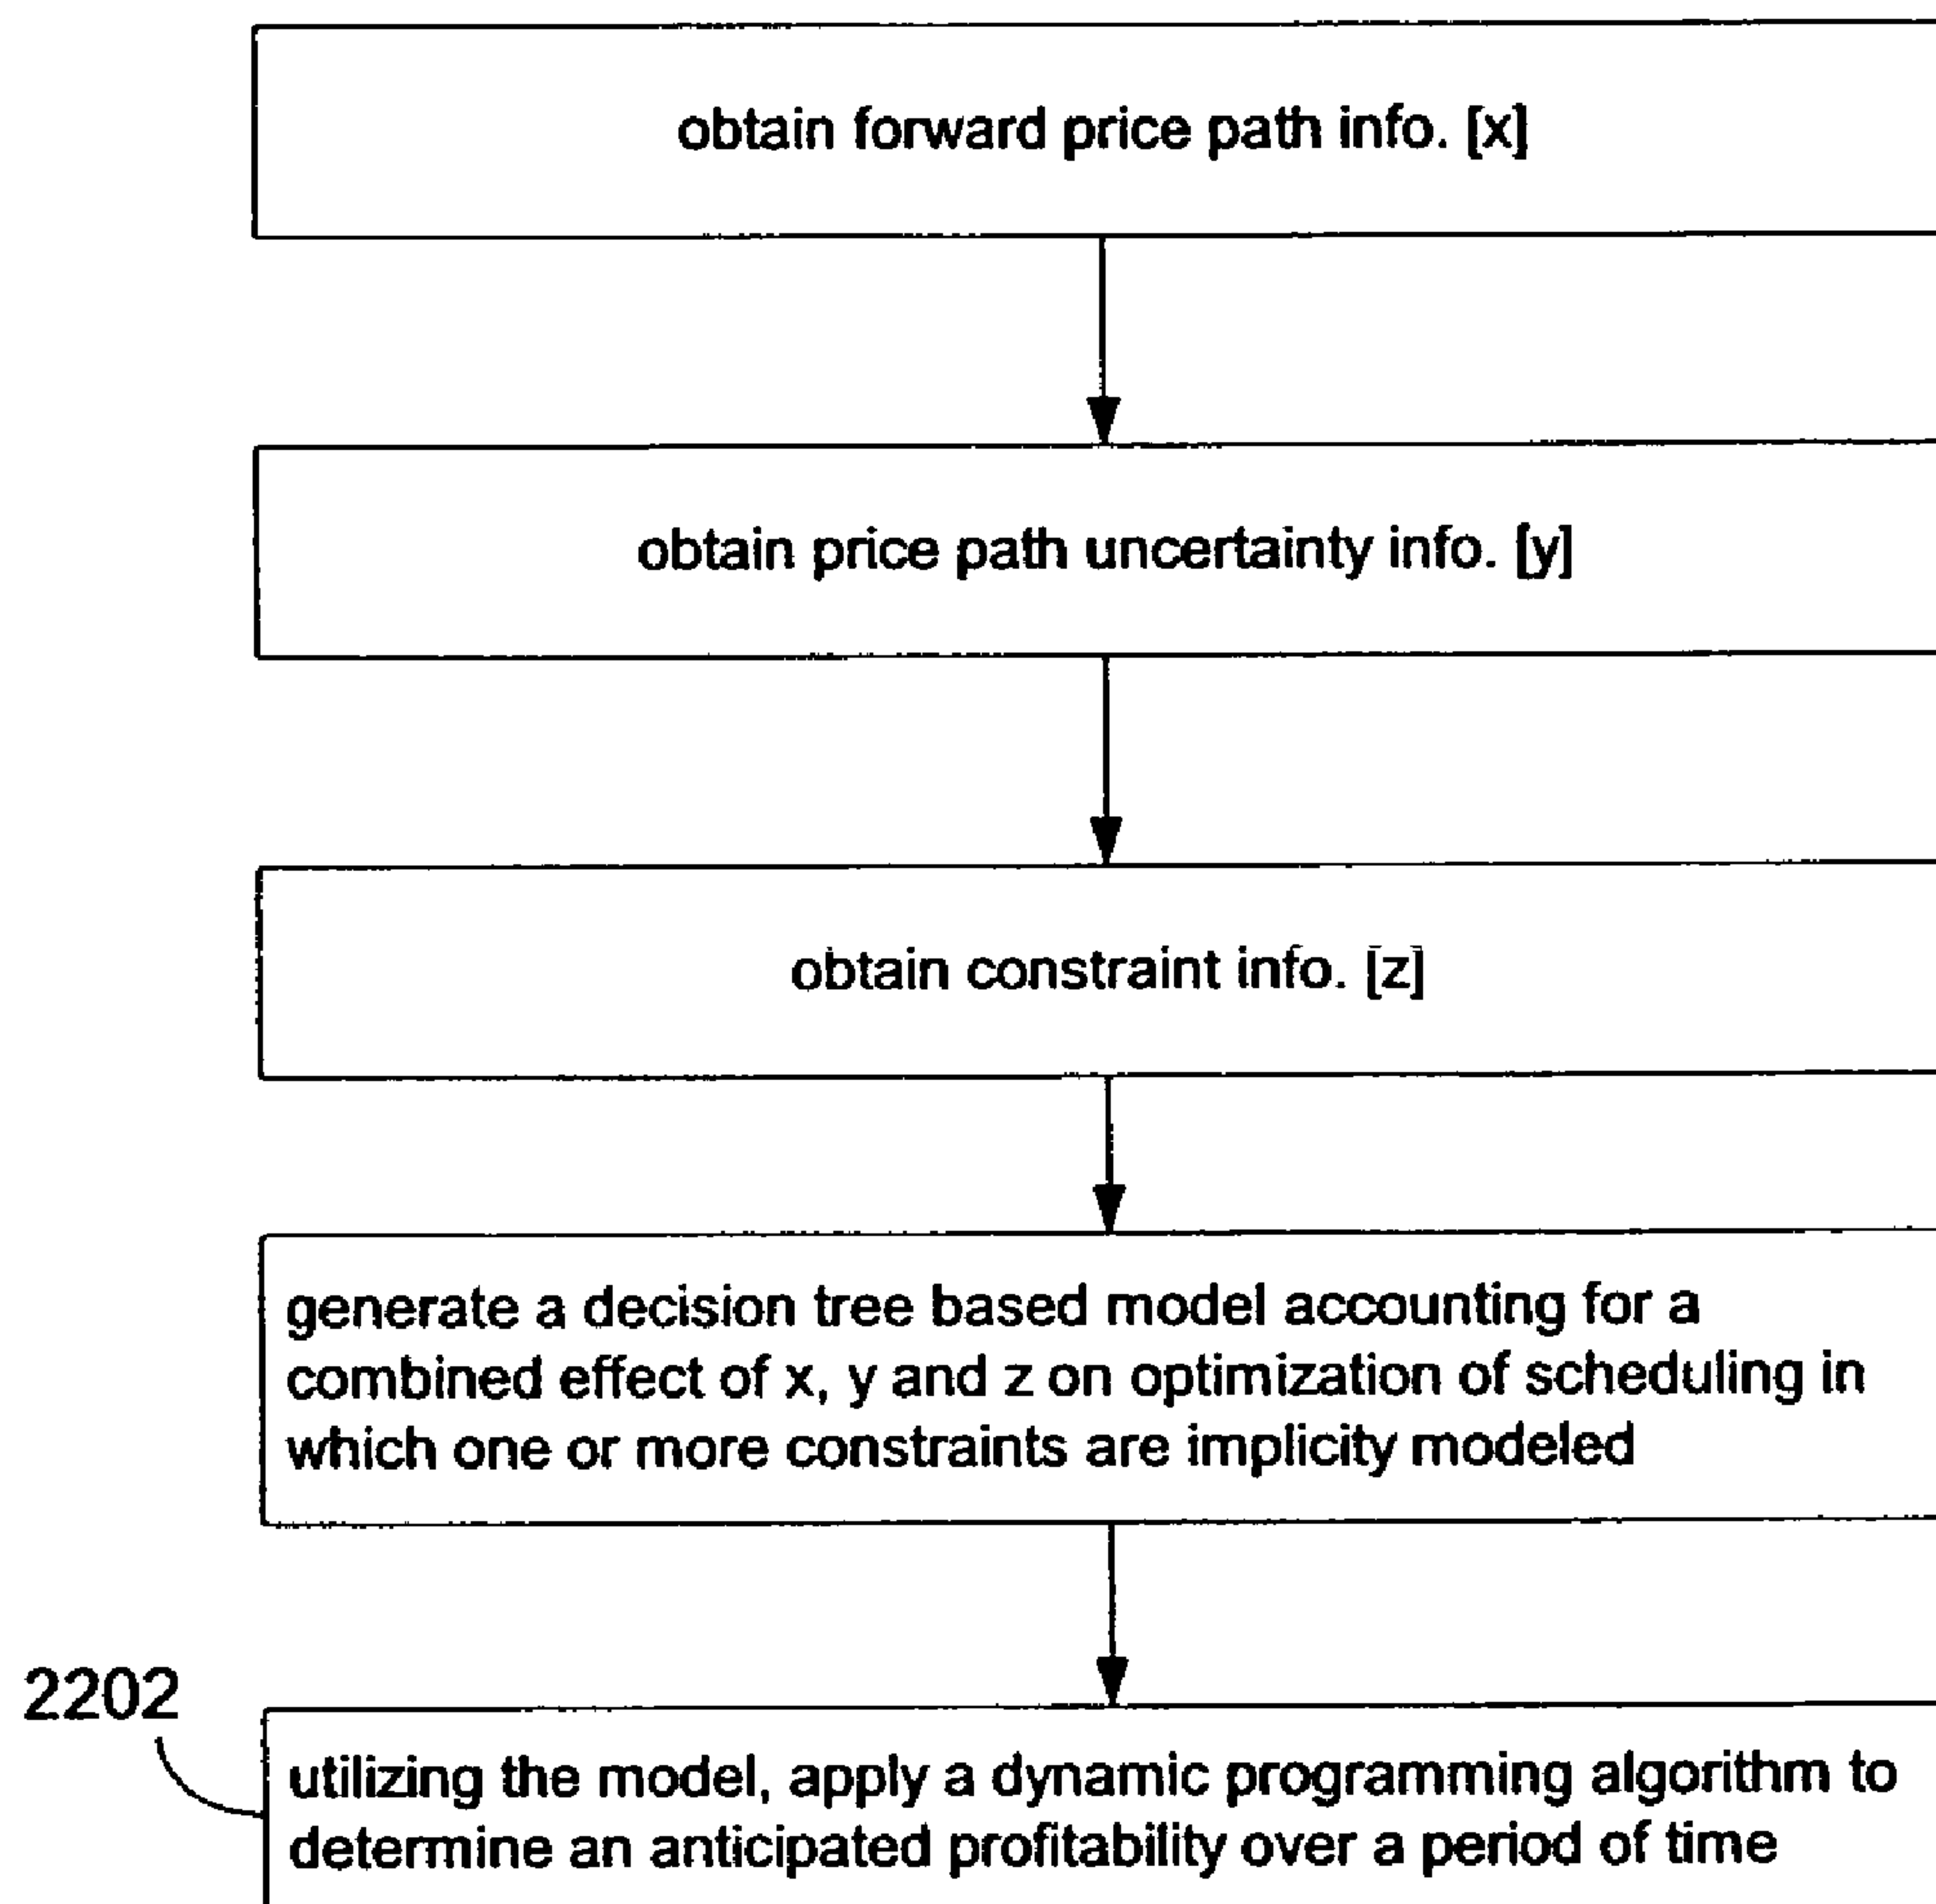 obtain forward price path info. [x]
obtain price path uncertainty info. [y]
obtain constraint info. [z]
generate a decision tree based model accounting for a
combined effect of x, y and z on optimization of scheduling in
which one or more constraints are implicity modeled
2202
utilizing the model, apply a dynamic programming algorithm to
determine an anticipated profitability over a period of time